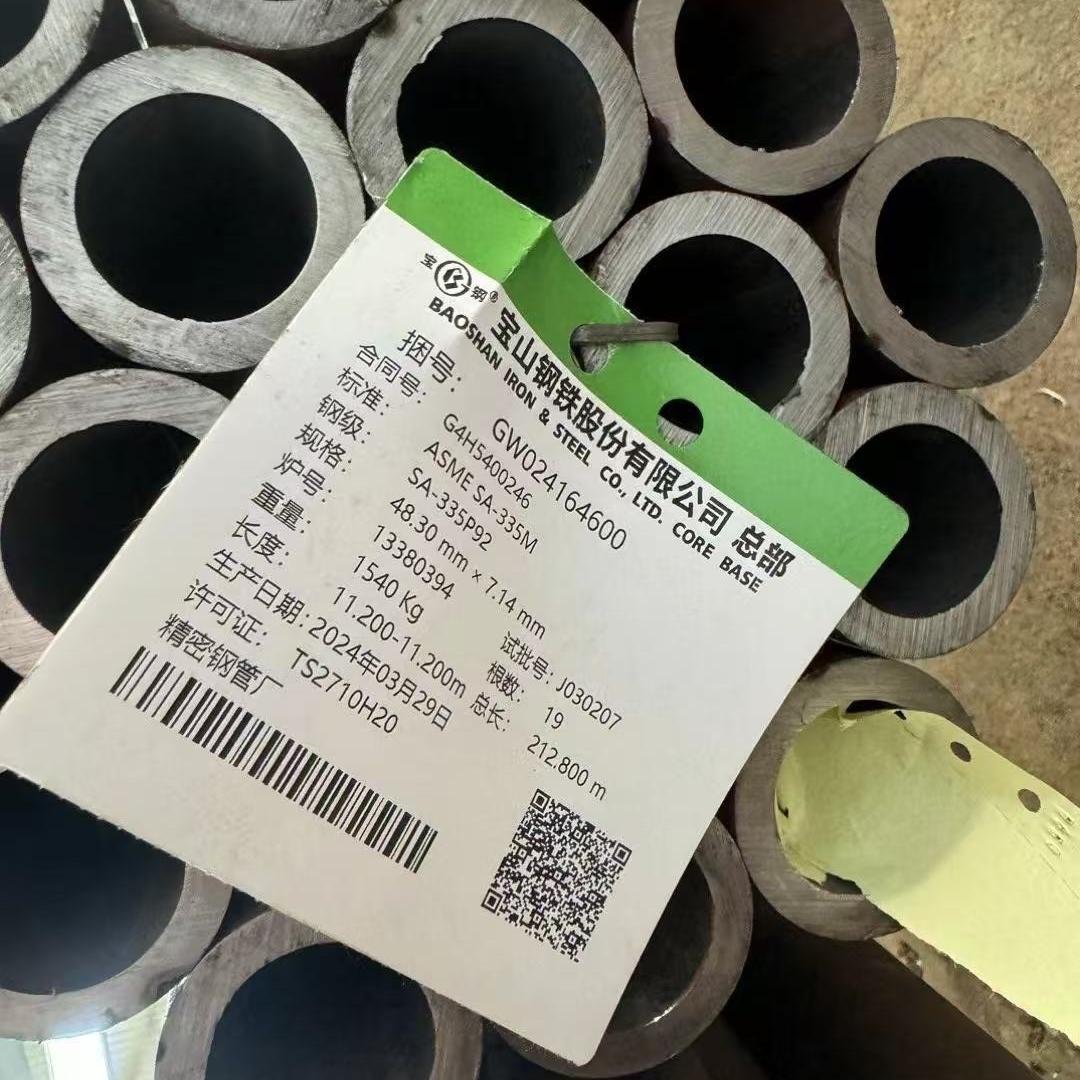 宝钢®
宝山钢铁股份有限公司 总部
BAOSHAN IRON & STEEL CO., LTD. CORE BASE
捆号: GW024164600
合同号: G4H5400246
标准: ASME SA-335M
钢级: SA-335P92
规格: 48.30 mm × 7.14 mm
炉号: 13380394 试批号: J030207
重量: 1540 Kg 根数: 19
长度: 11.200-11.200m 总长: 212.800 m
生产日期: 2024年03月29日
许可证: TS2710H20
精密钢管厂